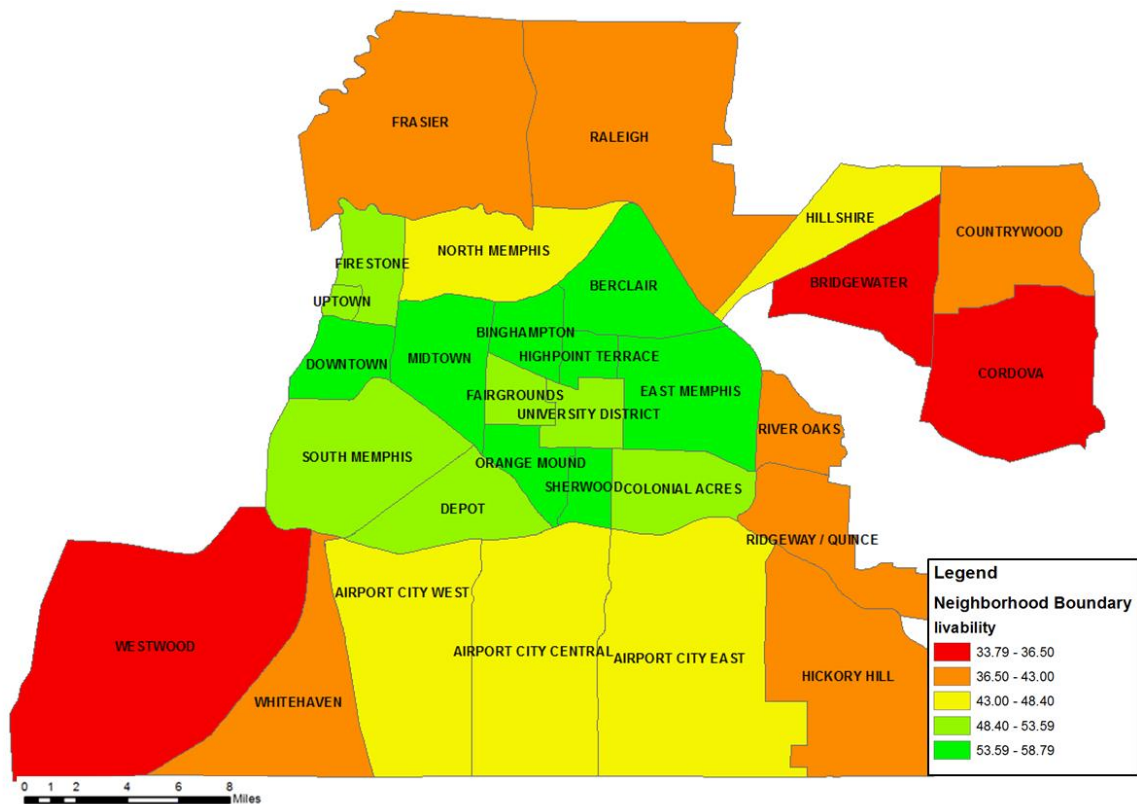 FRASIER
RALEIGH
HILLSHIRE
COUNTRYWOOD
NORTH MEMPHIS
FIRESTONE
BRIDGEWATER
BERCLAIR
UPTOWN
BINGHAMPTON
DOWNTOWN
MIDTOWN
HIGHPOINT TERRACE
CORDOVA
EAST MEMPHIS
FAIRGROUNDS
UNIVERSITY DISTRICT
RIVER OAKS
SOUTH MEMPHIS
ORANGE MOUND
SHERWOOD
COLONIAL ACRES
DEPOT
RIDGEWAY / QUINCE
AIRPORT CITY WEST
WESTWOOD
AIRPORT CITY CENTRAL
AIRPORT CITY EAST
HICKORY HILL
WHITEHAVEN
Legend
Neighborhood Boundary
livability
33.79 - 36.50
36.50 - 43.00
43.00 - 48.40
48.40 - 53.59
53.59 - 58.79
0 1 2 4 6 8
Miles